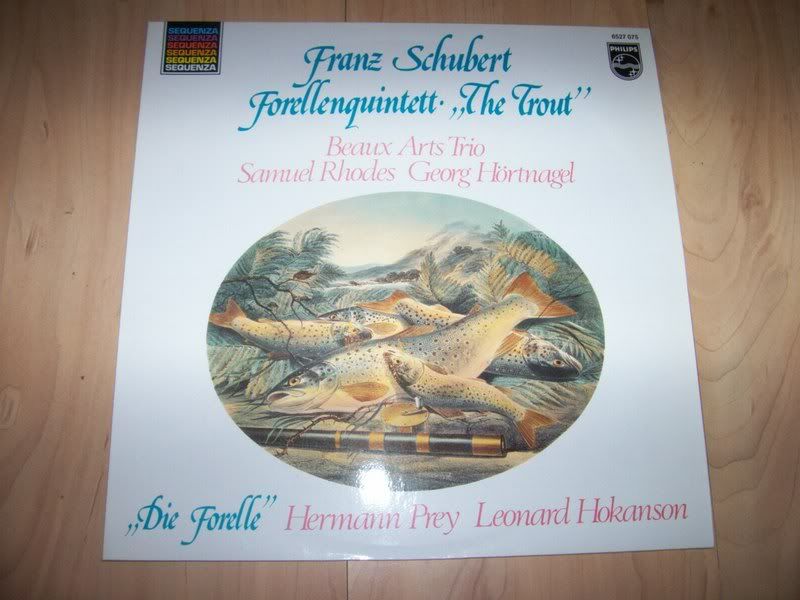 SEQUENZA
SEQUENZA
SEQUENZA
SEQUENZA
SEQUENZA
SEQUENZA
6527 075
PHILIPS
Franz Schubert
Forellenquintett · „The Trout”
Beaux Arts Trio
Samuel Rhodes Georg Hörtnagel
„Die Forelle” Hermann Prey Leonard Hokanson